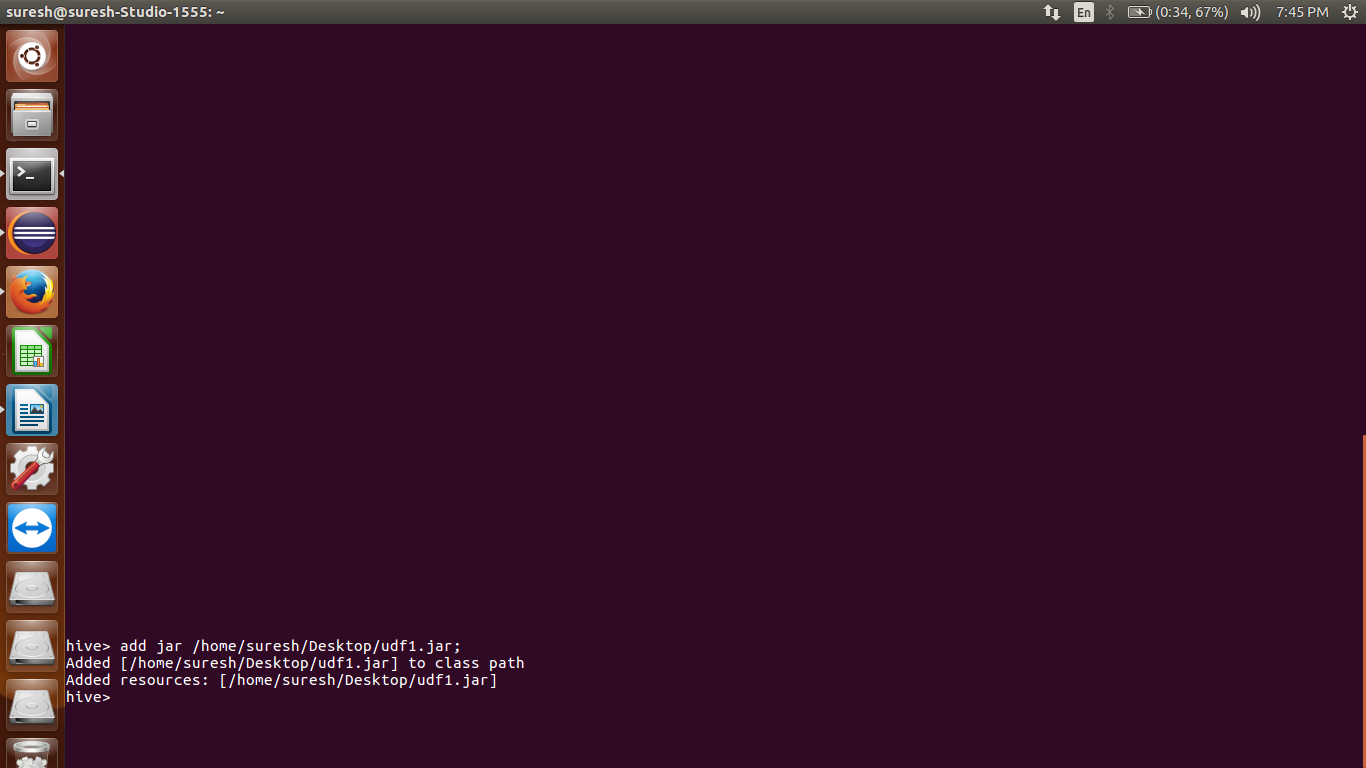 suresh@suresh-Studio-1555: ~
En
(0:34, 67%)
7:45 PM
hive> add jar /home/suresh/Desktop/udf1.jar;
Added [/home/suresh/Desktop/udf1.jar] to class path
Added resources: [/home/suresh/Desktop/udf1.jar]
hive>